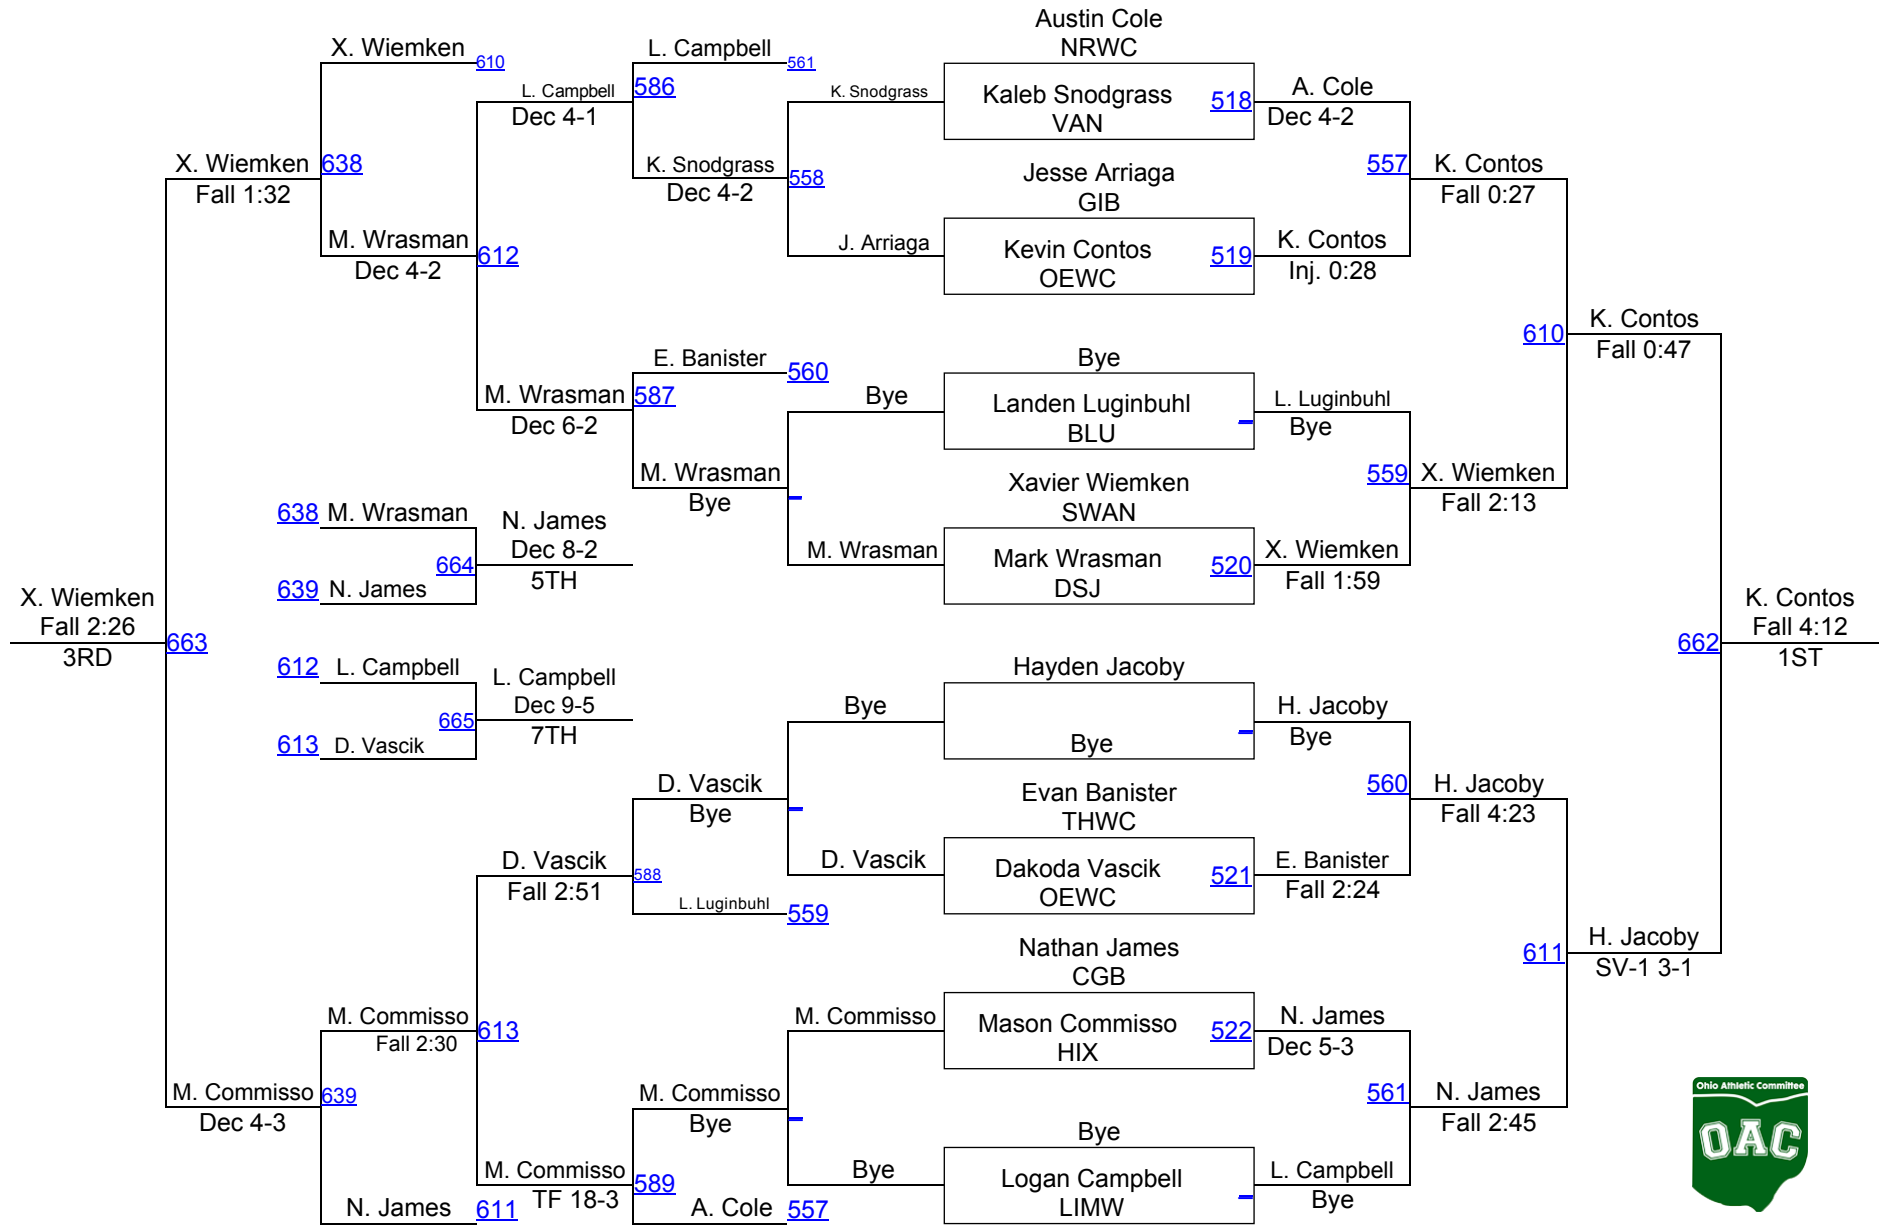 Austin Cole
NRWC
X. Wiemken
610
L. Campbell
561
L. Campbell
586
Dec 4-1
K. Snodgrass
Kaleb Snodgrass
VAN
518
A. Cole
Dec 4-2
X. Wiemken
638
Fall 1:32
K. Snodgrass
558
Dec 4-2
Jesse Arriaga
GIB
557
K. Contos
Fall 0:27
M. Wrasman
612
Dec 4-2
J. Arriaga
Kevin Contos
OEWC
519
K. Contos
Inj. 0:28
610
K. Contos
Fall 0:47
E. Banister
560
Bye
M. Wrasman
587
Dec 6-2
Bye
Landen Luginbuhl
BLU
L. Luginbuhl
Bye
M. Wrasman
Bye
Xavier Wiemken
SWAN
559
X. Wiemken
Fall 2:13
638
M. Wrasman
N. James
Dec 8-2
664
5TH
639
N. James
M. Wrasman
Mark Wrasman
DSJ
520
X. Wiemken
Fall 1:59
X. Wiemken
Fall 2:26
663
3RD
K. Contos
Fall 4:12
662
1ST
612
L. Campbell
L. Campbell
Dec 9-5
665
7TH
613
D. Vascik
Hayden Jacoby
Bye
Bye
H. Jacoby
Bye
D. Vascik
Bye
Evan Banister
THWC
560
H. Jacoby
Fall 4:23
D. Vascik
588
Fall 2:51
D. Vascik
Dakoda Vascik
OEWC
521
E. Banister
Fall 2:24
L. Luginbuhl
559
Nathan James
CGB
611
H. Jacoby
SV-1 3-1
M. Commisso
613
Fall 2:30
M. Commisso
Mason Commisso
HIX
522
N. James
Dec 5-3
M. Commisso
639
Dec 4-3
M. Commisso
Bye
561
N. James
Fall 2:45
Bye
M. Commisso
589
TF 18-3
Bye
Logan Campbell
LIMW
L. Campbell
Bye
N. James
611
A. Cole
557
Ohio Athletic Committee
OAC